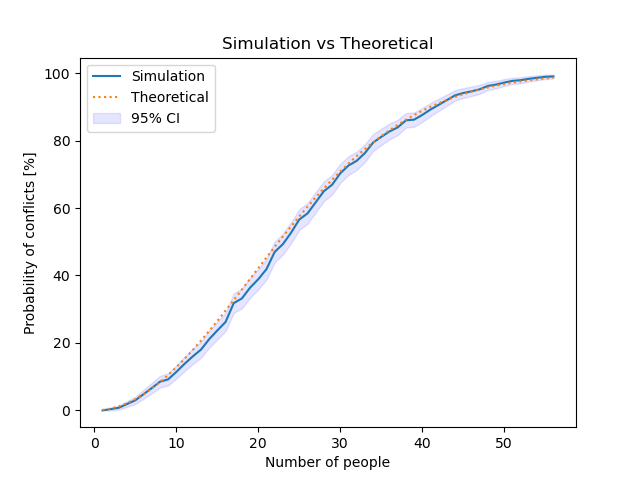 Simulation vs Theoretical
Simulation
Theoretical
95% CI
Probability of conflicts [%]
100
80
60
40
20
0
0 10 20 30 40 50
Number of people